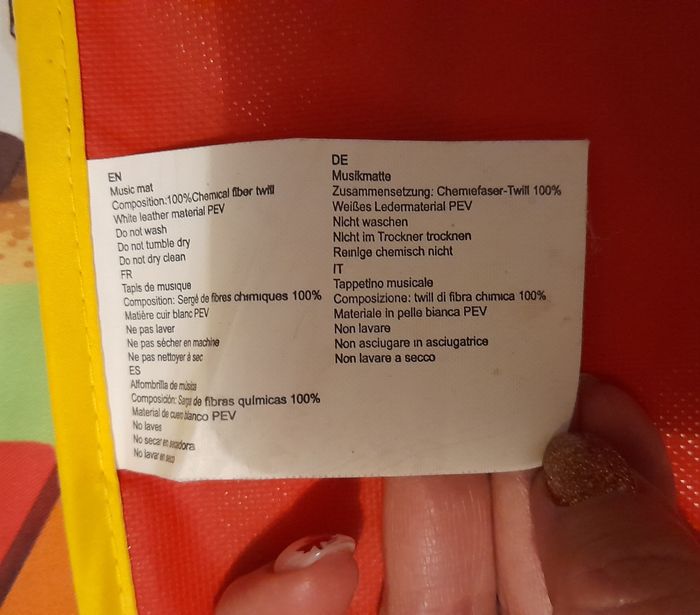 EN
Music mat
Composition:100%Chemical fiber twill
White leather material PEV
Do not wash
Do not tumble dry
Do not dry clean
FR
Tapis de musique
Composition: Sergé de fibres chimiques 100%
Matière cuir blanc PEV
Ne pas laver
Ne pas sécher en machine
Ne pas nettoyer à sec
ES
Alfombrilla de música
Composición: Sarga de fibras químicas 100%
Material de cuero blanco PEV
No laves
No secar en secadora
No lavar en seco
DE
Musikmatte
Zusammensetzung: Chemiefaser-Twill 100%
Weißes Ledermaterial PEV
Nicht waschen
Nicht im Trockner trocknen
Reinige chemisch nicht
IT
Tappetino musicale
Composizione: twill di fibra chimica 100%
Materiale in pelle bianca PEV
Non lavare
Non asciugare in asciugatrice
Non lavare a secco